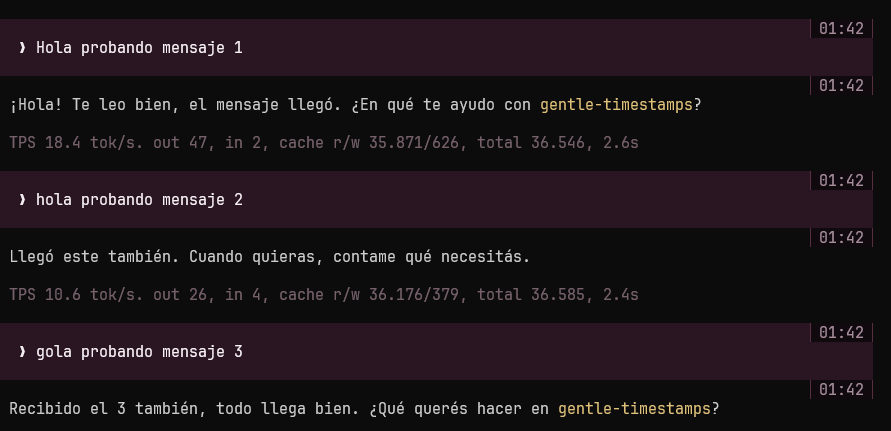 01:42
❱ Hola probando mensaje 1
01:42
¡Hola! Te leo bien, el mensaje llegó. ¿En qué te ayudo con gentle-timestamps?
TPS 18.4 tok/s. out 47, in 2, cache r/w 35.871/626, total 36.546, 2.6s
01:42
❱ hola probando mensaje 2
01:42
Llegó este también. Cuando quieras, contame qué necesitás.
TPS 10.6 tok/s. out 26, in 4, cache r/w 36.176/379, total 36.585, 2.4s
01:42
❱ gola probando mensaje 3
01:42
Recibido el 3 también, todo llega bien. ¿Qué querés hacer en gentle-timestamps?